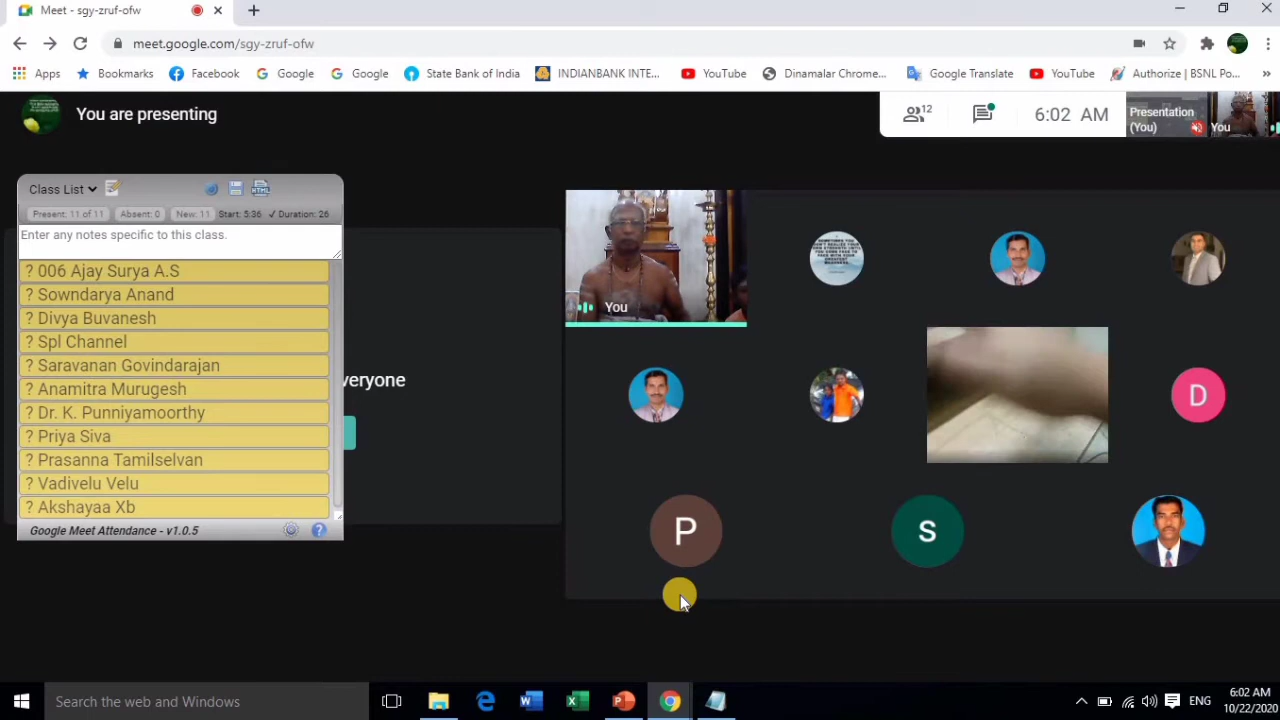 Meet - sgy-zruf-ofw
meet.google.com/sgy-zruf-ofw
Apps Bookmarks Facebook Google Google State Bank of India INDIANBANK INTE... YouTube Dinamalar Chrome... Google Translate YouTube Authorize | BSNL Po... »
You are presenting
12
6:02 AM
Presentation
(You)
You
Class List
HTML
Present: 11 of 11 Absent: 0 New: 11 Start: 5:36 ✓ Duration: 26
Enter any notes specific to this class.
? 006 Ajay Surya A.S
? Sowndarya Anand
? Divya Buvanesh
? Spl Channel
? Saravanan Govindarajan
? Anamitra Murugesh
? Dr. K. Punniyamoorthy
? Priya Siva
? Prasanna Tamilselvan
? Vadivelu Velu
? Akshayaa Xb
Google Meet Attendance - v1.0.5
?
veryone
You
D
P
S
Search the web and Windows
ENG
6:02 AM
10/22/2020